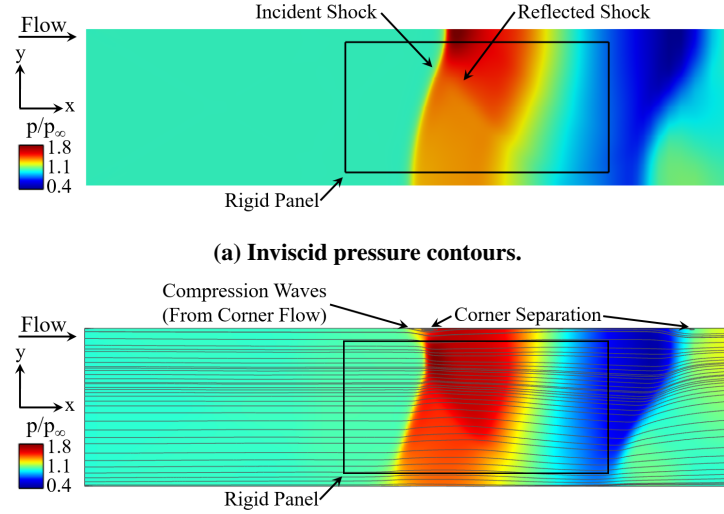 Incident Shock
Reflected Shock
Flow
y
x
p/p∞
1.8
1.1
0.4
Rigid Panel
(a) Inviscid pressure contours.
Compression Waves
(From Corner Flow)
Corner Separation
Flow
y
x
p/p∞
1.8
1.1
0.4
Rigid Panel